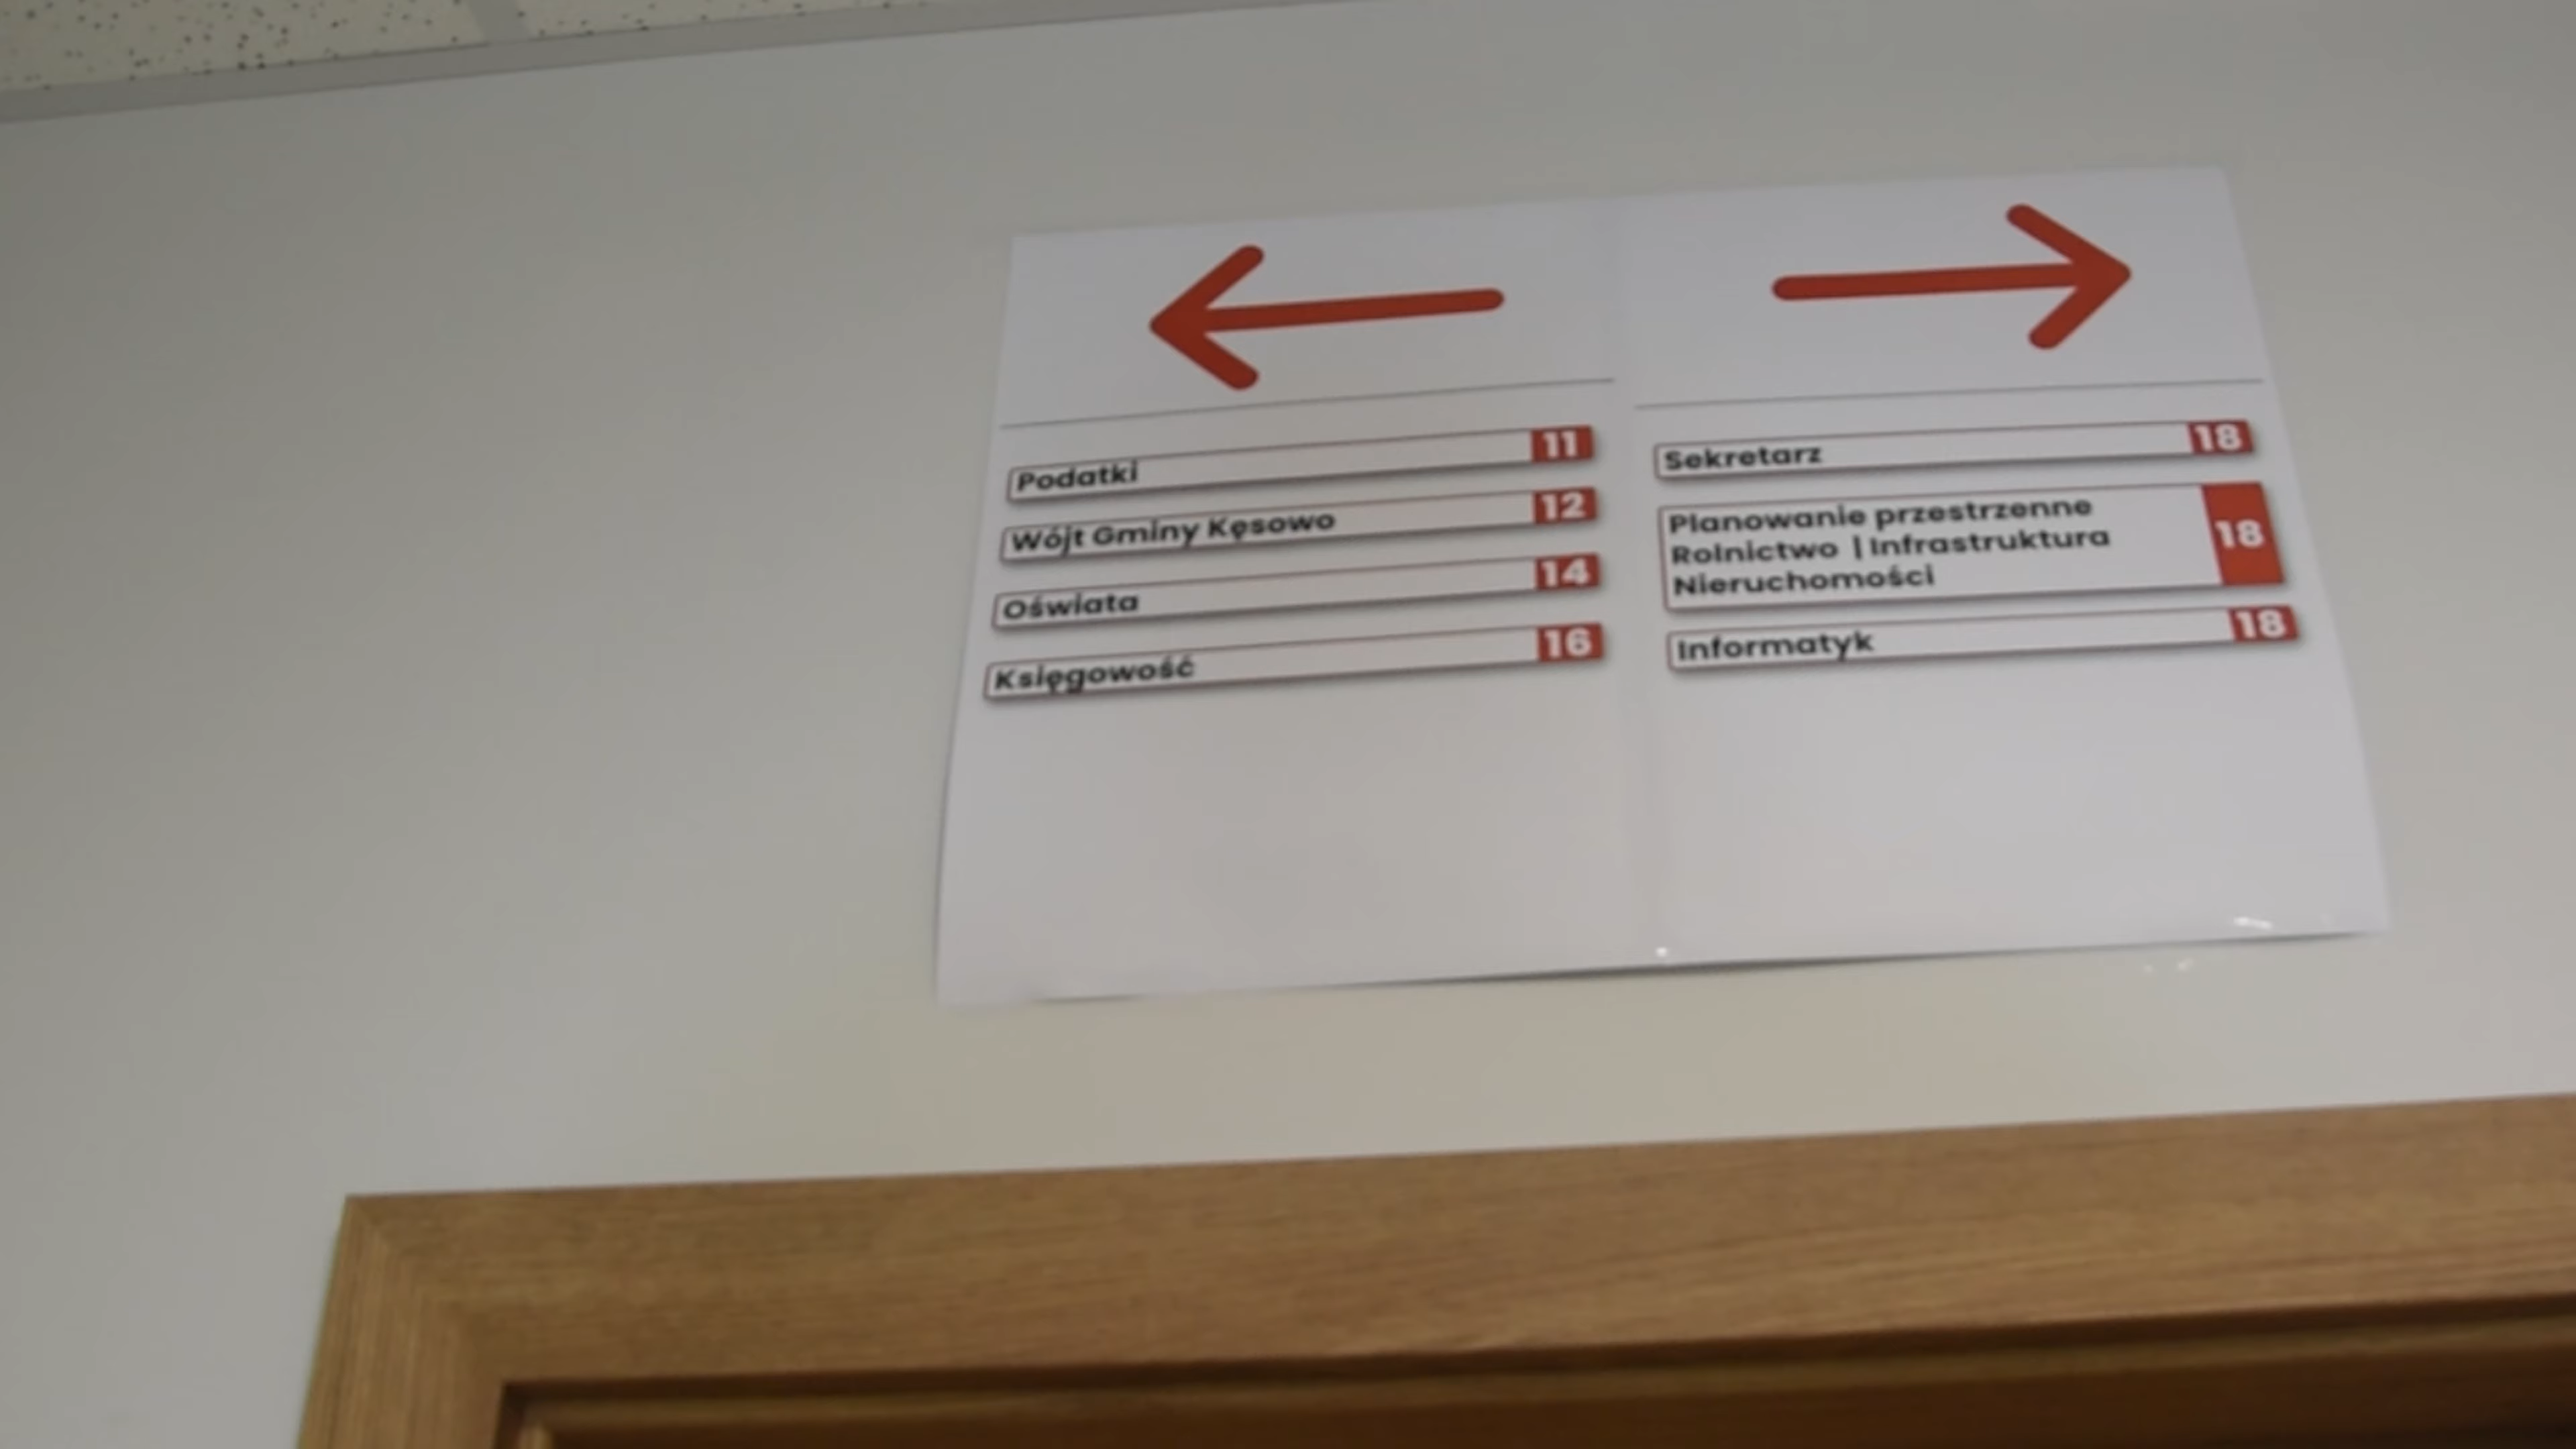 Podatki 11
Wójt Gminy Kęsowo 12
Oświata 14
Księgowość 16
Sekretarz 18
Planowanie przestrzenne
Rolnictwo | Infrastruktura 18
Nieruchomości
Informatyk 18